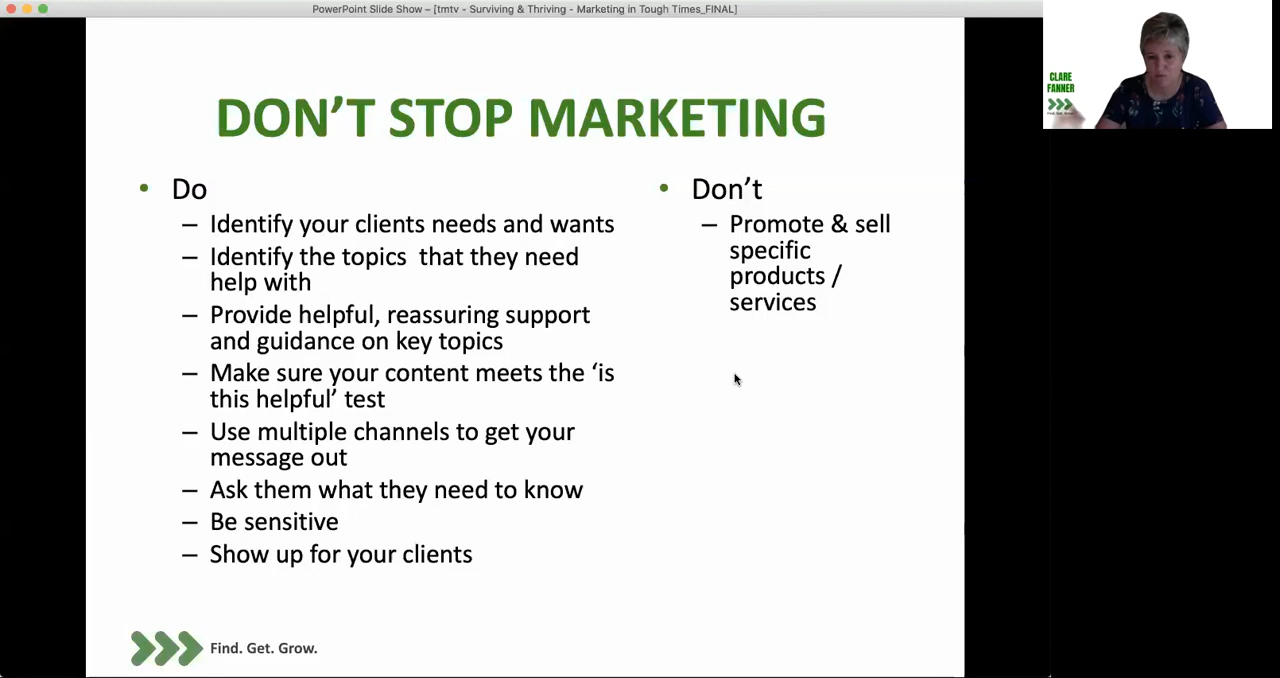 PowerPoint Slide Show – [tmtv - Surviving & Thriving - Marketing in Tough Times_FINAL]
CLARE
FANNER
Find. Get. Grow.
DON’T STOP MARKETING
• Do
– Identify your clients needs and wants
– Identify the topics  that they need
help with
– Provide helpful, reassuring support
and guidance on key topics
– Make sure your content meets the ‘is
this helpful’ test
– Use multiple channels to get your
message out
– Ask them what they need to know
– Be sensitive
– Show up for your clients
• Don’t
– Promote & sell
specific
products /
services
Find. Get. Grow.